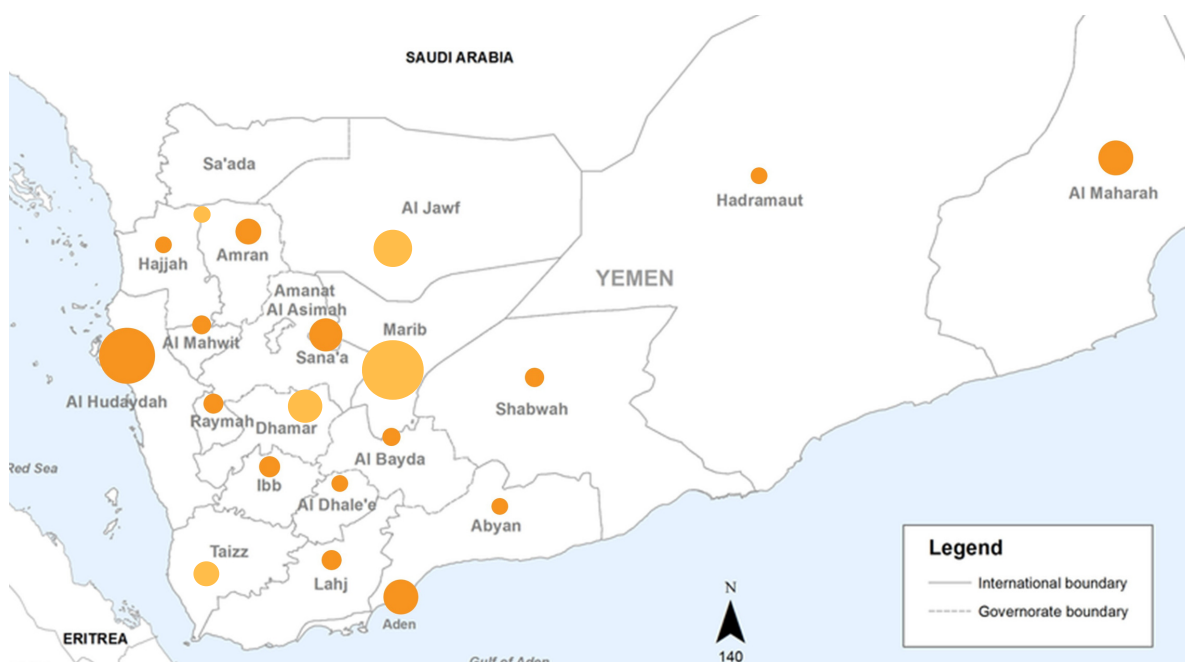 SAUDI ARABIA
Sa'ada
Al Jawf
Hadramaut
Al Maharah
Hajjah
Amran
YEMEN
Amanat
Al Asimah
Marib
Al Mahwit
Sana'a
Al Hudaydah
Raymah
Dhamar
Shabwah
Al Bayda
Red Sea
Ibb
Al Dhale'e
Abyan
Taizz
Lahj
Aden
ERITREA
Gulf of Aden
N
140
Legend
International boundary
Governorate boundary